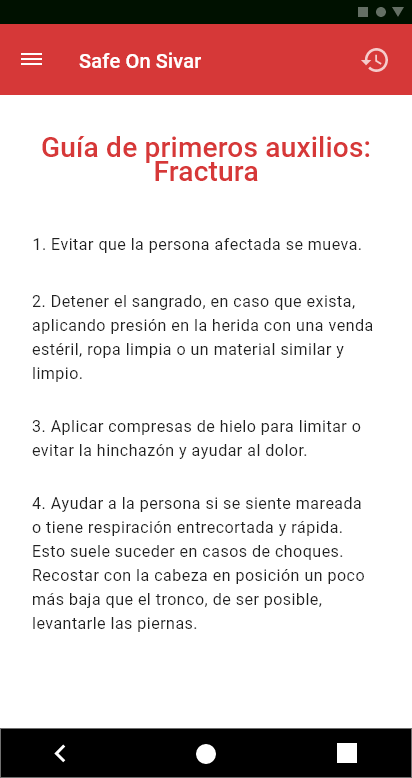 Safe On Sivar
Guía de primeros auxilios:
Fractura
1. Evitar que la persona afectada se mueva.
2. Detener el sangrado, en caso que exista,
aplicando presión en la herida con una venda
estéril, ropa limpia o un material similar y
limpio.
3. Aplicar compresas de hielo para limitar o
evitar la hinchazón y ayudar al dolor.
4. Ayudar a la persona si se siente mareada
o tiene respiración entrecortada y rápida.
Esto suele suceder en casos de choques.
Recostar con la cabeza en posición un poco
más baja que el tronco, de ser posible,
levantarle las piernas.